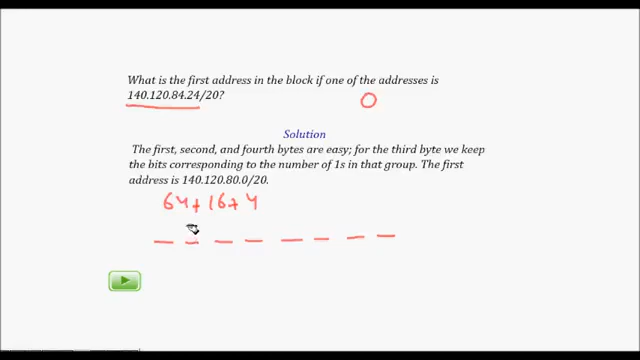 What is the first address in the block if one of the addresses is
140.120.84.24/20?
0
Solution
The first, second, and fourth bytes are easy; for the third byte we keep
the bits corresponding to the number of 1s in that group. The first
address is 140.120.80.0/20.
64+16+4